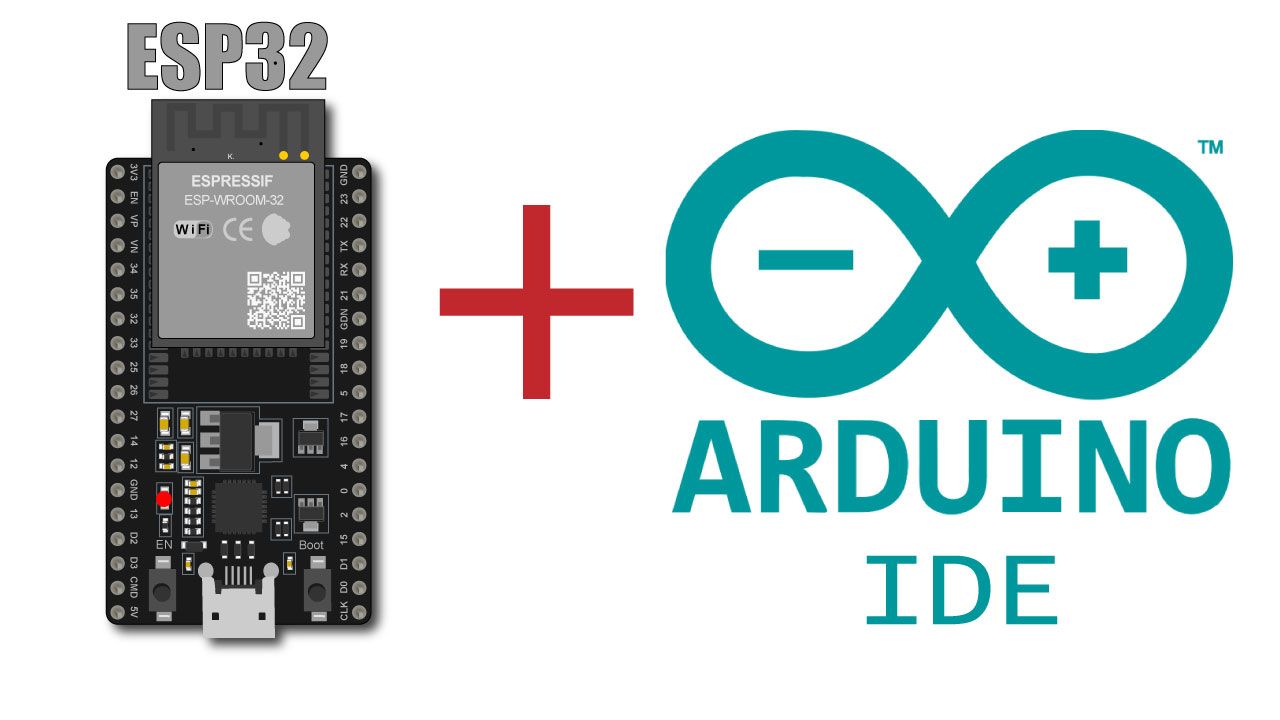 ESP32
K.
ESPRESSIF
ESP-WROOM-32
WiFi CE
3V3
EN
VP
VN
34
35
32
33
25
26
27
14
12
GND
13
D2
D3
CMD
5V
GND
23
22
TX
RX
21
GDN
19
18
5
17
16
4
0
2
15
D1
D0
CLK
EN
Boot
TM
ARDUINO
IDE